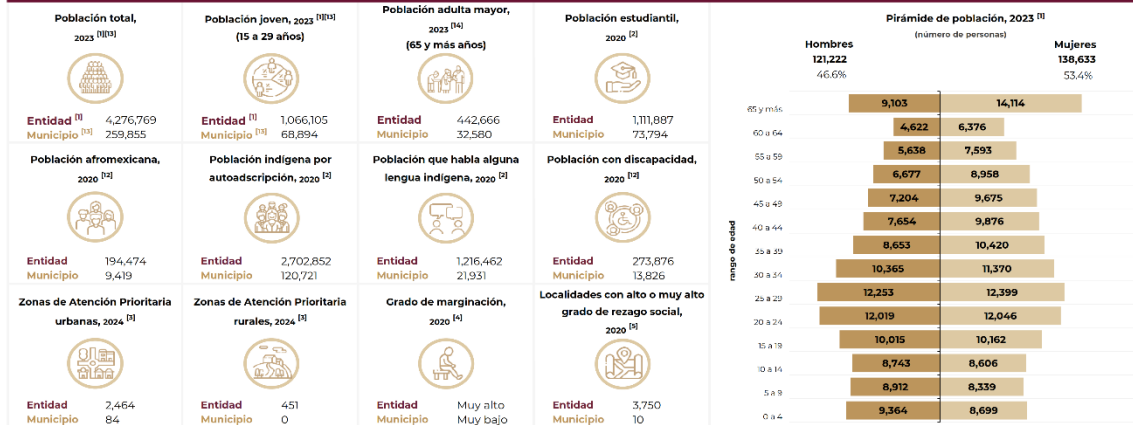 Población total,
2023 [1][13]
Entidad [1] 4,276,769
Municipio [13] 259,855
Población joven, 2023 [1][13]
(15 a 29 años)
Entidad [1] 1,066,105
Municipio [13] 68,894
Población adulta mayor,
2023 [14]
(65 y más años)
Entidad 442,666
Municipio 32,580
Población estudiantil,
2020 [2]
Entidad 1,111,887
Municipio 73,794
Población afromexicana,
2020 [12]
Entidad 194,474
Municipio 9,419
Población indígena por
autoadscripción, 2020 [2]
Entidad 2,702,852
Municipio 120,721
Población que habla alguna
lengua indígena, 2020 [2]
Entidad 1,216,462
Municipio 21,931
Población con discapacidad,
2020 [12]
Entidad 273,876
Municipio 13,826
Zonas de Atención Prioritaria
urbanas, 2024 [3]
Entidad 2,464
Municipio 84
Zonas de Atención Prioritaria
rurales, 2024 [3]
Entidad 451
Municipio 0
Grado de marginación,
2020 [4]
Entidad Muy alto
Municipio Muy bajo
Localidades con alto o muy alto
grado de rezago social,
2020 [5]
Entidad 3,750
Municipio 10
Pirámide de población, 2023 [1]
(número de personas)
Hombres
121,222
46.6%
Mujeres
138,633
53.4%
rango de edad
65 y más 9,103 14,114
60 a 64 4,622 6,376
55 a 59 5,638 7,593
50 a 54 6,677 8,958
45 a 49 7,204 9,675
40 a 44 7,654 9,876
35 a 39 8,653 10,420
30 a 34 10,365 11,370
25 a 29 12,253 12,399
20 a 24 12,019 12,046
15 a 19 10,015 10,162
10 a 14 8,743 8,606
5 a 9 8,912 8,339
0 a 4 9,364 8,699